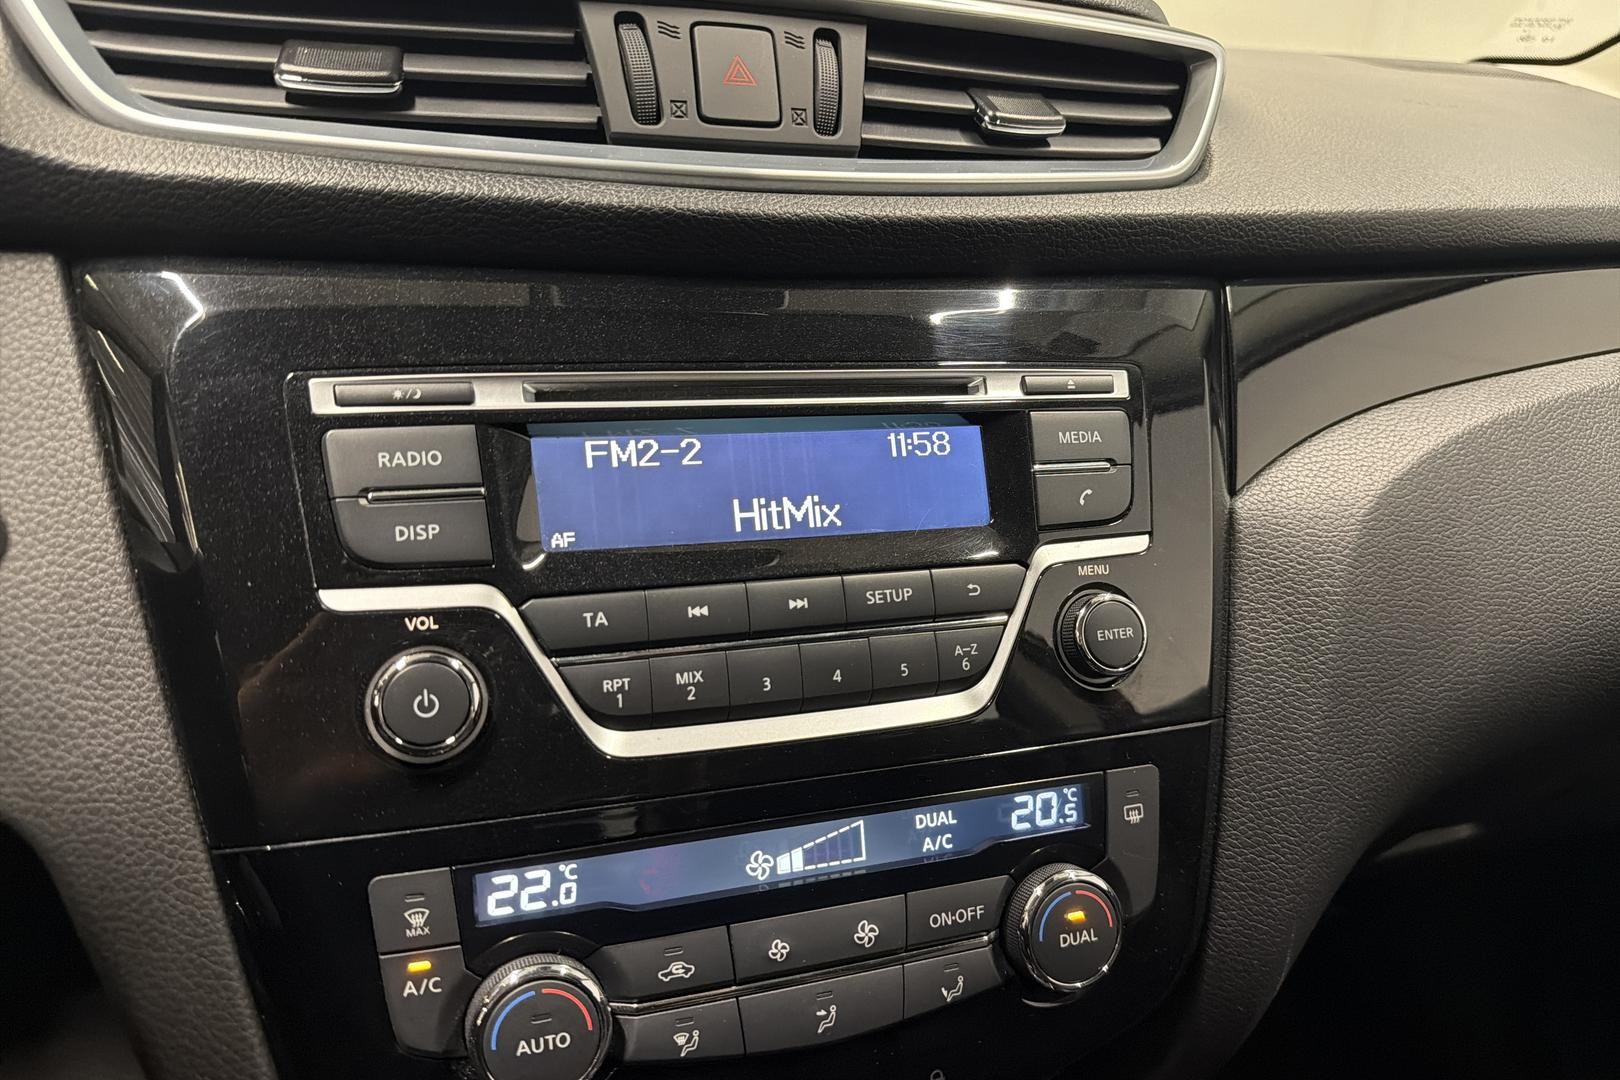 RADIO
DISP
FM2-2
11:58
HitMix
AF
MEDIA
VOL
TA
SETUP
MENU
ENTER
RPT
1
MIX
2
3
4
5
A-Z
6
22.0 °C
DUAL
A/C
20.5 °C
MAX
A/C
AUTO
ON·OFF
DUAL